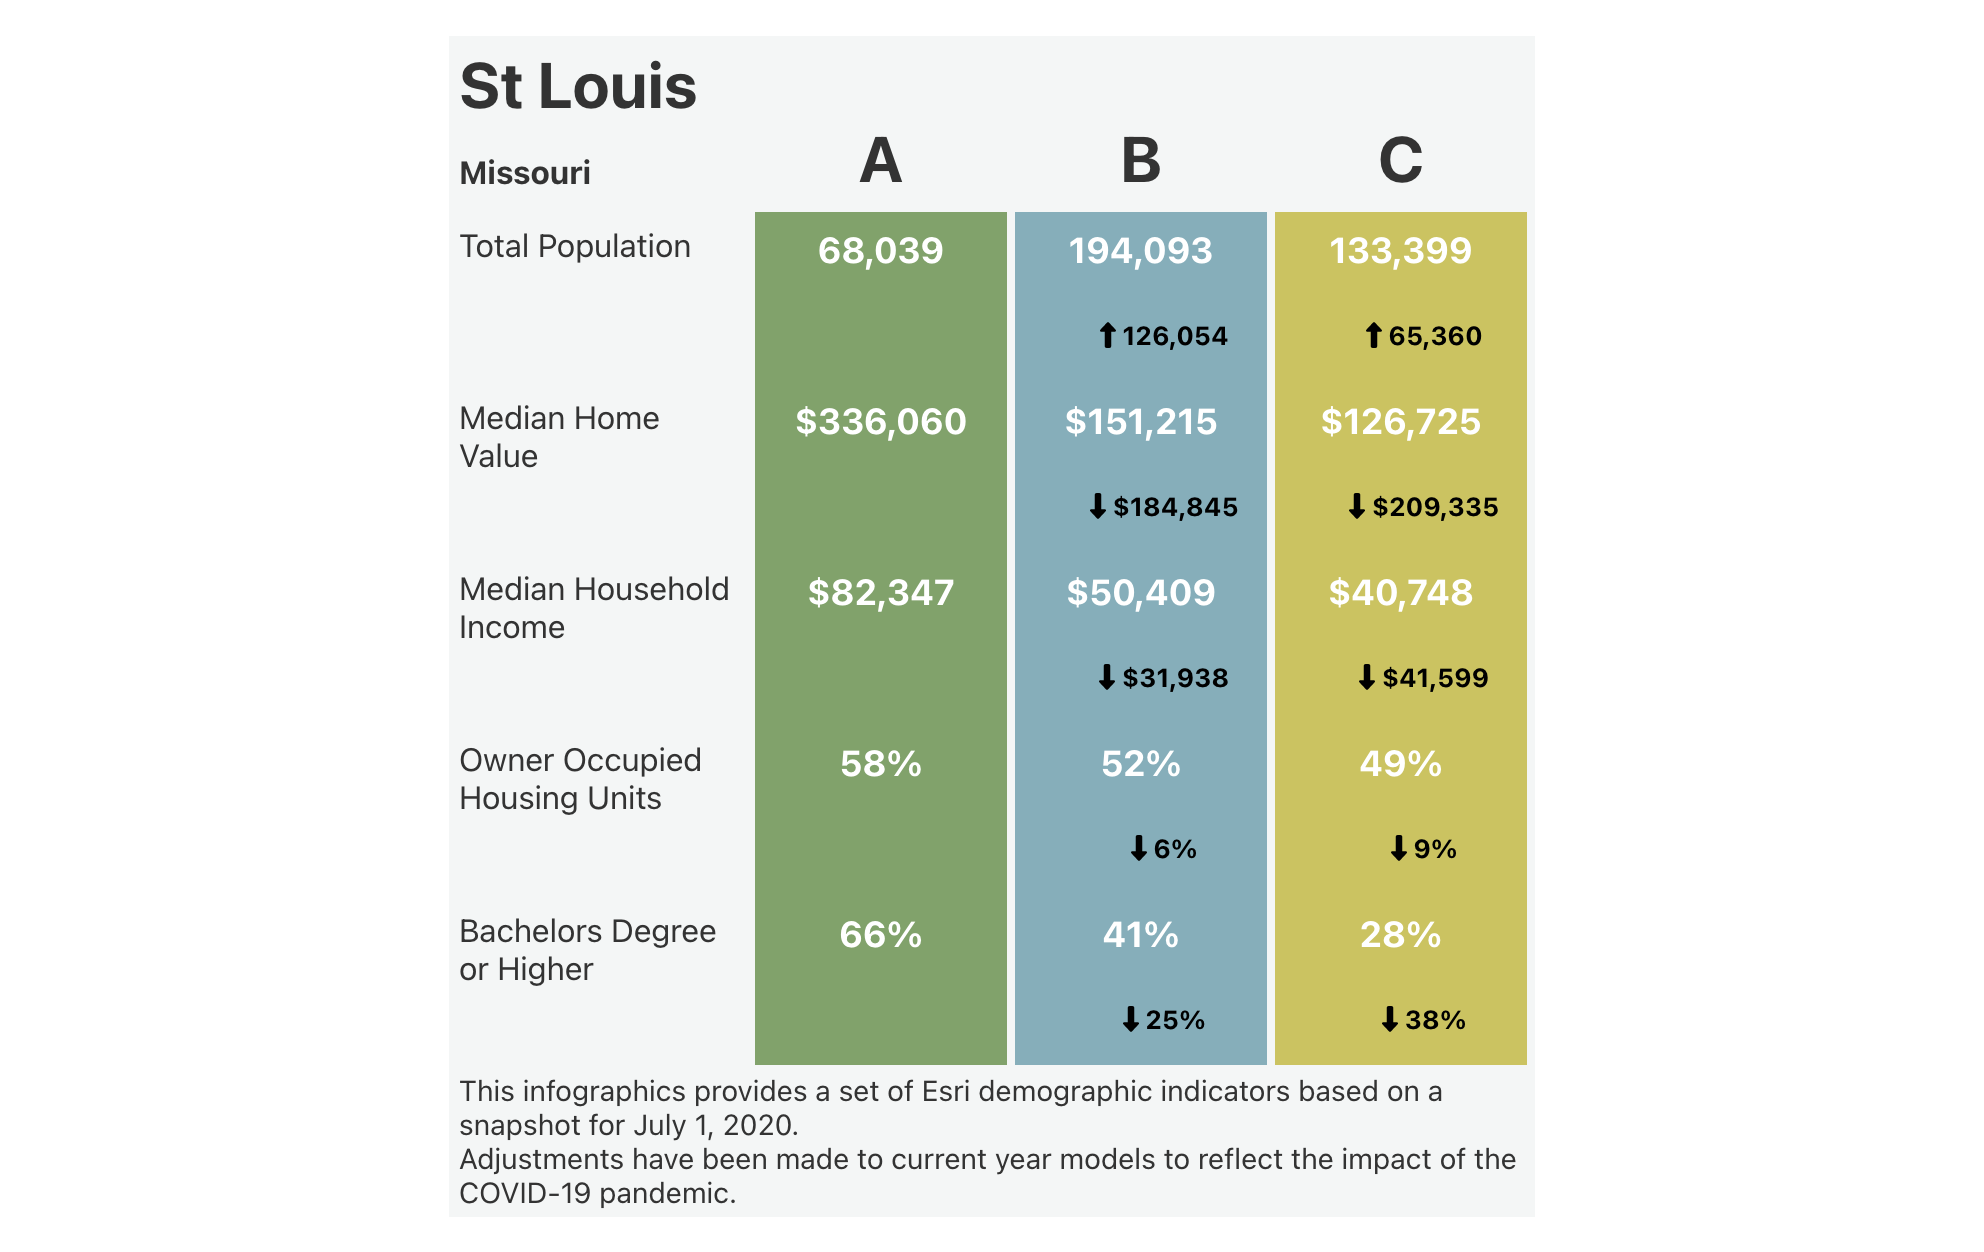 St Louis
Missouri A B C
Total Population 68,039 194,093 133,399
126,054 65,360
Median Home
Value
$336,060 $151,215 $126,725
$184,845 $209,335
Median Household
Income
$82,347 $50,409 $40,748
$31,938 $41,599
Owner Occupied
Housing Units
58% 52% 49%
6% 9%
Bachelors Degree
or Higher
66% 41% 28%
25% 38%
This infographics provides a set of Esri demographic indicators based on a
snapshot for July 1, 2020.
Adjustments have been made to current year models to reflect the impact of the
COVID-19 pandemic.